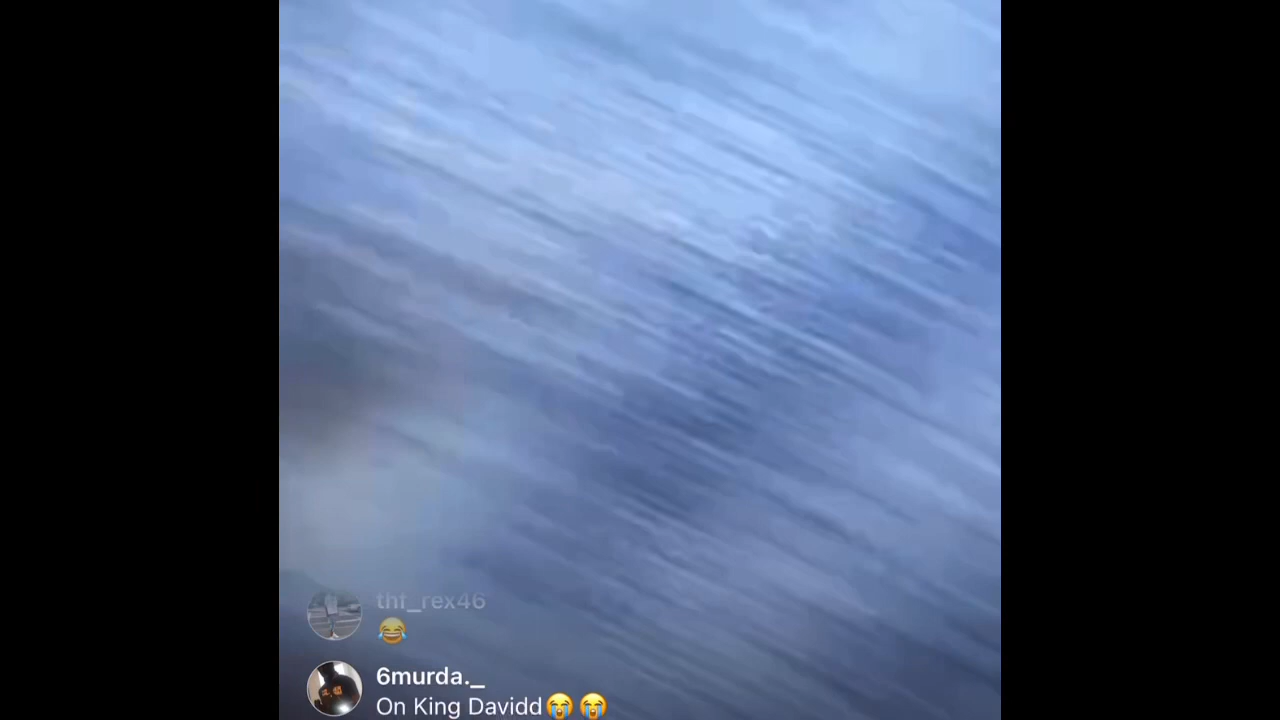 thf_rex46
😂
6murda._
On King Davidd😭😭